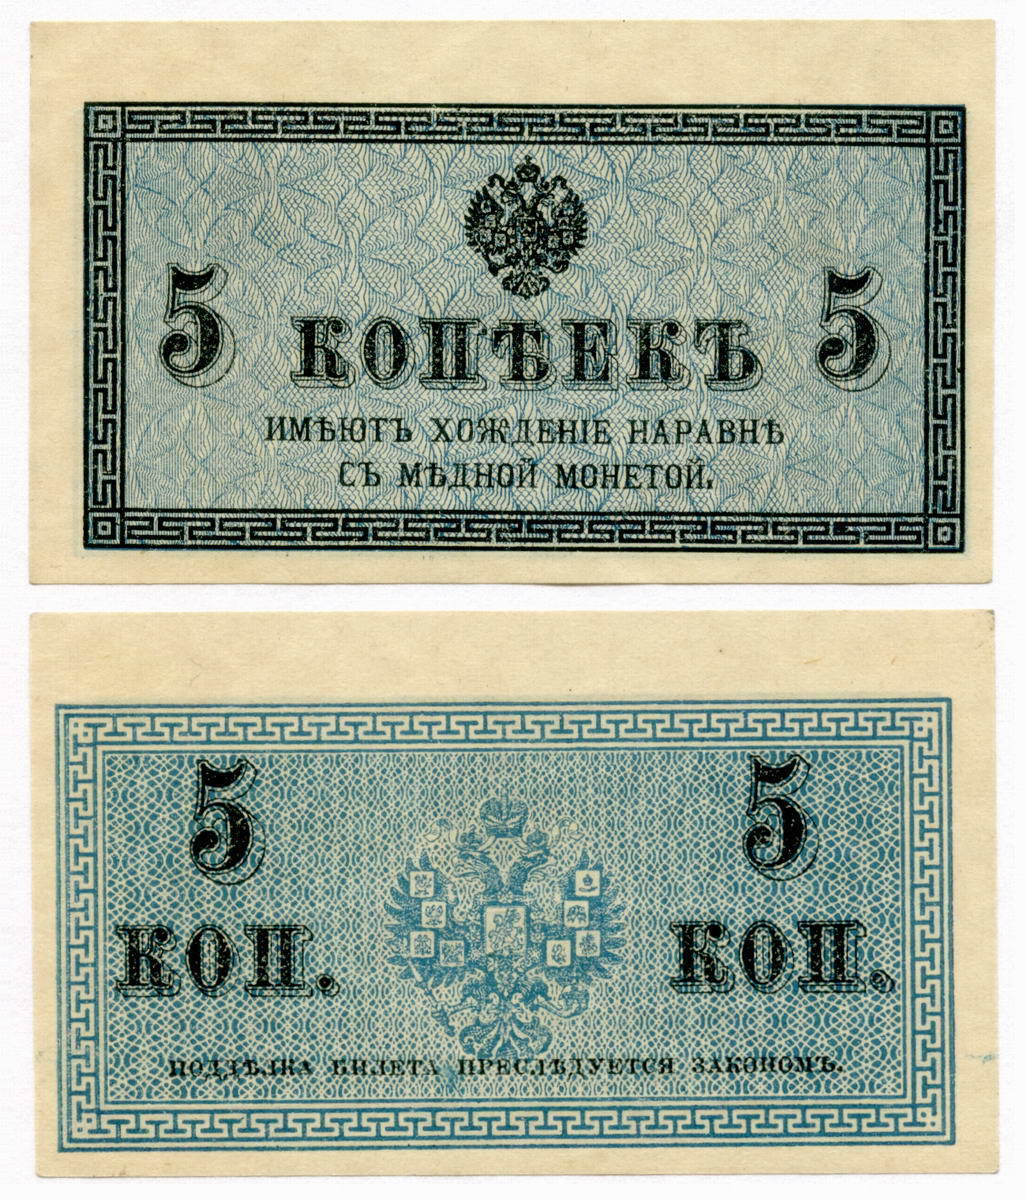 5 КОПѢЕКЪ 5
ИМѢЮТЪ ХОЖДЕНІЕ НАРАВНѢ
СЪ МѢДНОЙ МОНЕТОЙ.
5 5
КОП. КОП.
ПОДДѢЛКА БИЛЕТА ПРЕСЛѢДУЕТСЯ ЗАКОНОМЪ.